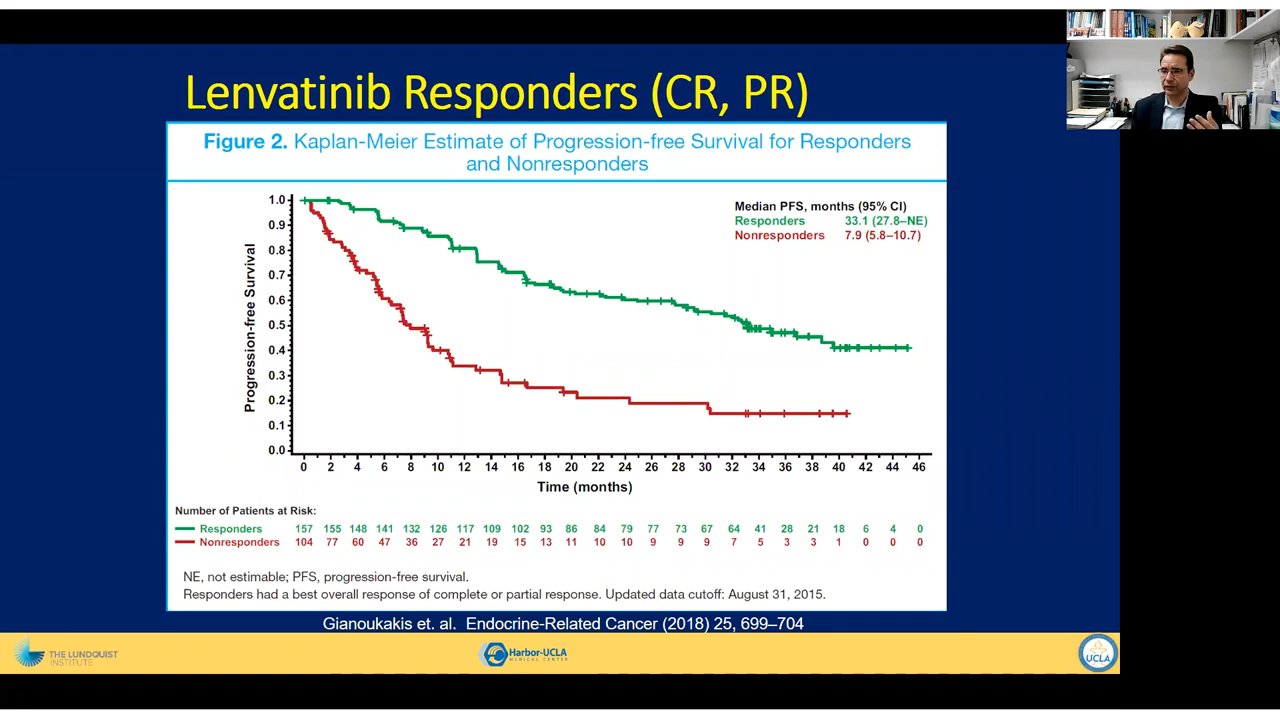 Lenvatinib Responders (CR, PR)
Figure 2. Kaplan-Meier Estimate of Progression-free Survival for Responders
and Nonresponders
Median PFS, months (95% CI)
Responders 33.1 (27.8–NE)
Nonresponders 7.9 (5.8–10.7)
Progression-free Survival
1.0
0.9
0.8
0.7
0.6
0.5
0.4
0.3
0.2
0.1
0.0
0 2 4 6 8 10 12 14 16 18 20 22 24 26 28 30 32 34 36 38 40 42 44 46
Time (months)
Number of Patients at Risk:
Responders 157 155 148 141 132 126 117 109 102 93 86 84 79 77 73 67 64 41 28 21 18 6 4 0
Nonresponders 104 77 60 47 36 27 21 19 15 13 11 10 10 9 9 9 7 5 3 3 1 0 0 0
NE, not estimable; PFS, progression-free survival.
Responders had a best overall response of complete or partial response. Updated data cutoff: August 31, 2015.
Gianoukakis et. al. Endocrine-Related Cancer (2018) 25, 699–704
THE LUNDQUIST
INSTITUTE
Harbor-UCLA
MEDICAL CENTER
UCLA